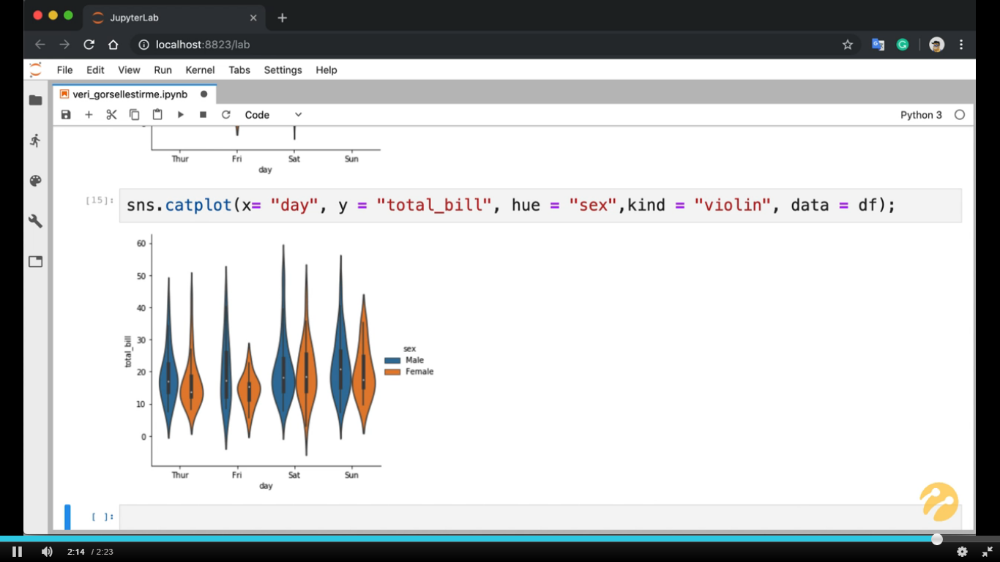 JupyterLab
localhost:8823/lab
File Edit View Run Kernel Tabs Settings Help
veri_gorsellestirme.ipynb
Code
Python 3
Thur Fri Sat Sun
day
[15]:
sns.catplot(x= "day", y = "total_bill", hue = "sex",kind = "violin", data = df);
60
50
40
30
20
10
0
total_bill
sex
Male
Female
Thur Fri Sat Sun
day
[ ]:
2:14 / 2:23